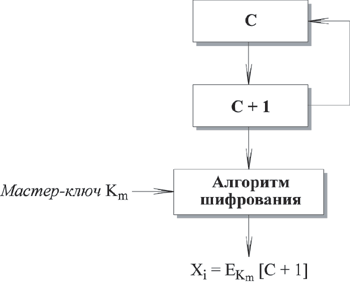 C
C + 1
Мастер-ключ Km
Алгоритм
шифрования
Xi = EKm [C + 1]